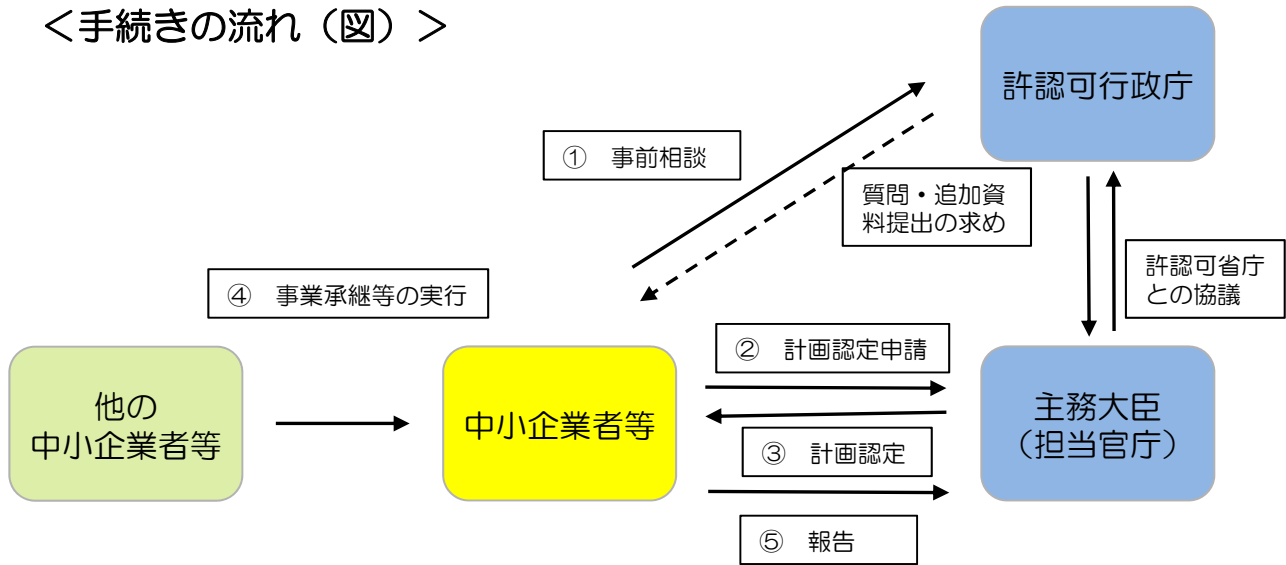 ＜手続きの流れ（図）＞
許認可行政庁
① 事前相談
質問・追加資
料提出の求め
許認可省庁
との協議
④ 事業承継等の実行
② 計画認定申請
他の
中小企業者等
中小企業者等
主務大臣
（担当官庁）
③ 計画認定
⑤ 報告